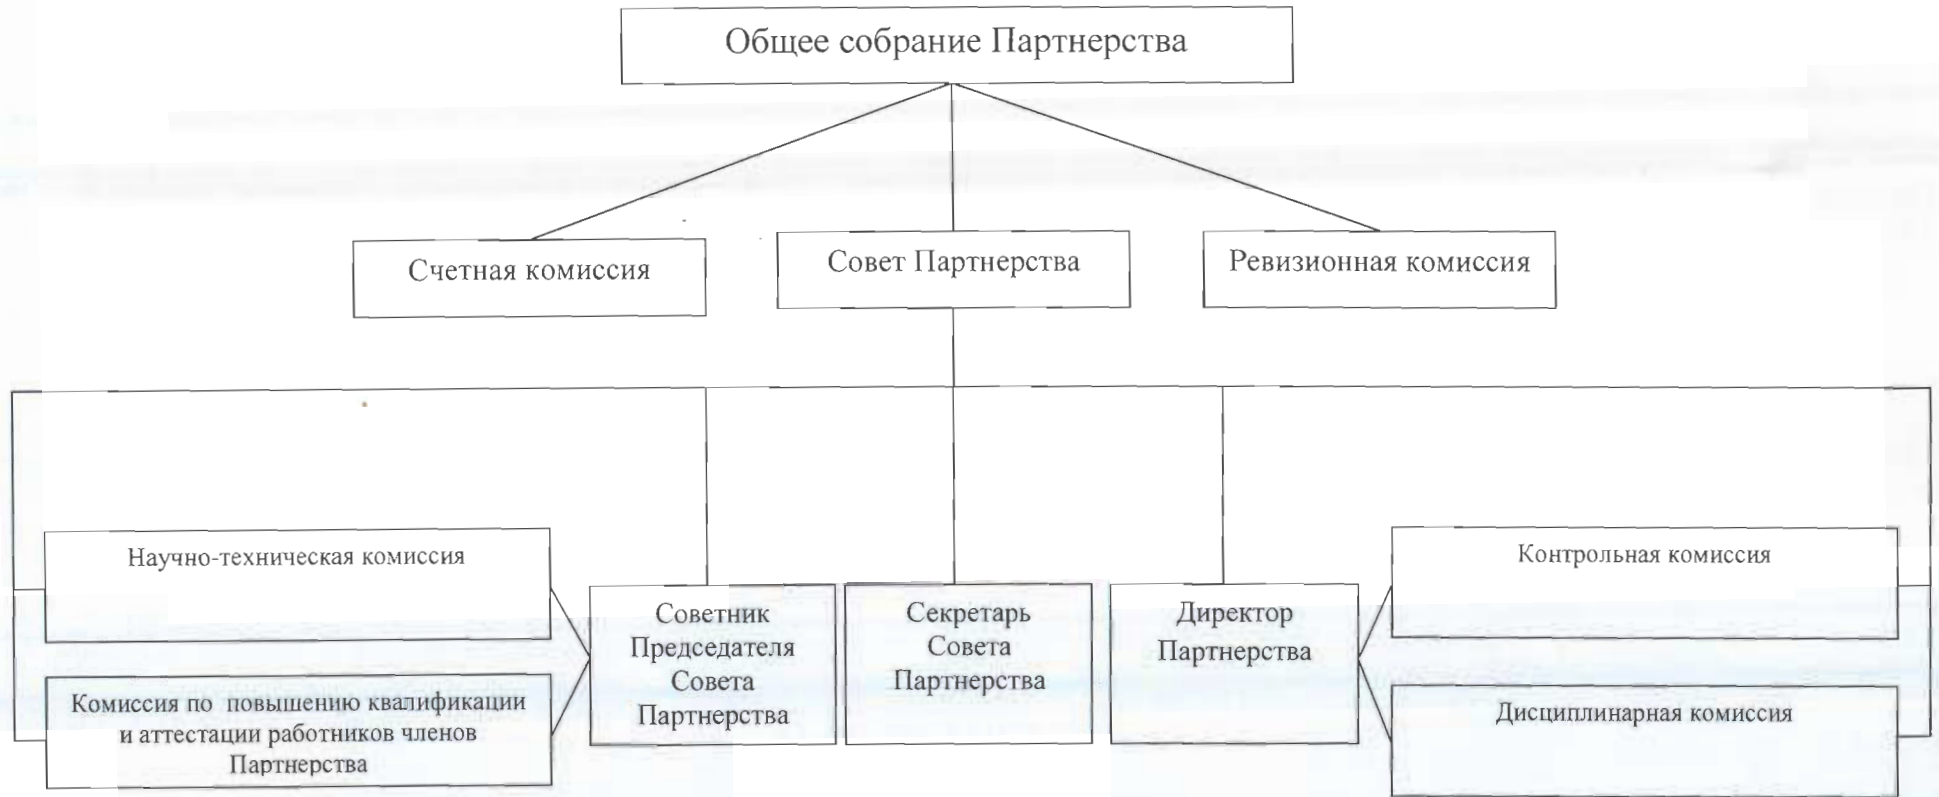 Общее собрание Партнерства
Счетная комиссия
Совет Партнерства
Ревизионная комиссия
Научно-техническая комиссия
Комиссия по повышению квалификации
и аттестации работников членов
Партнерства
Советник
Председателя
Совета
Партнерства
Секретарь
Совета
Партнерства
Директор
Партнерства
Контрольная комиссия
Дисциплинарная комиссия